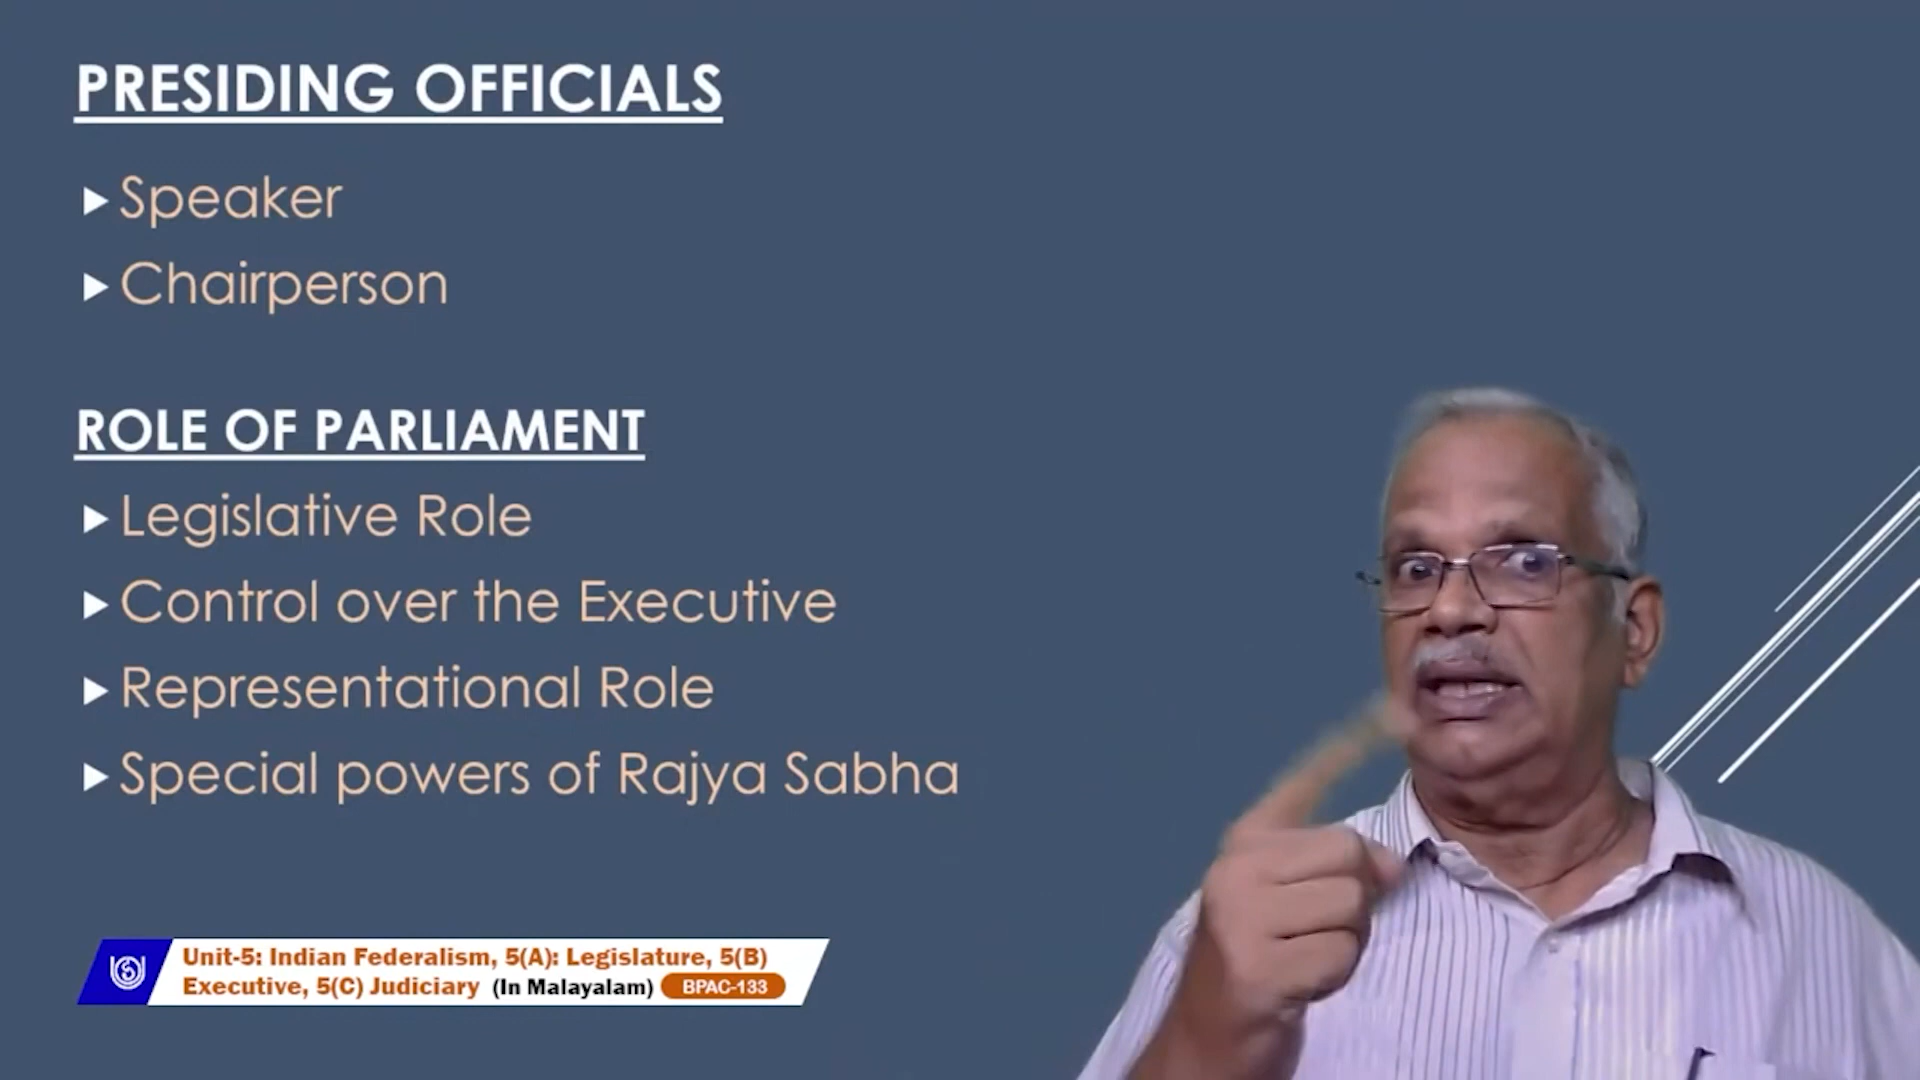 PRESIDING OFFICIALS
Speaker
Chairperson
ROLE OF PARLIAMENT
Legislative Role
Control over the Executive
Representational Role
Special powers of Rajya Sabha
Unit-5: Indian Federalism, 5(A): Legislature, 5(B)
Executive, 5(C) Judiciary (In Malayalam) BPAC-133